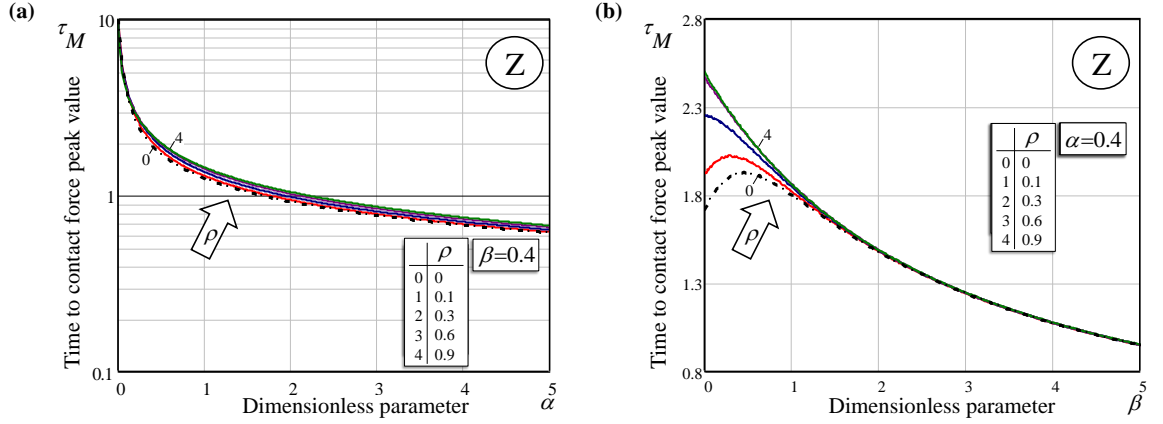 (a)
τM
Time to contact force peak value
10
1
0.1
Z
4
0
ρ
ρ
0 0
1 0.1
2 0.3
3 0.6
4 0.9
β=0.4
0 1 2 3 4 5
Dimensionless parameter α
(b)
τM
Time to contact force peak value
2.8
2.3
1.8
1.3
0.8
Z
4
0
ρ
ρ
0 0
1 0.1
2 0.3
3 0.6
4 0.9
α=0.4
0 1 2 3 4 5
Dimensionless parameter β